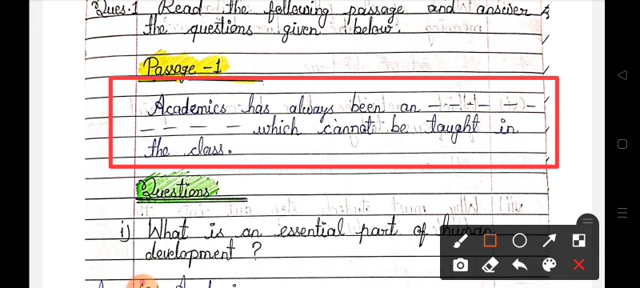 Ques:1 Read the following passage and answer
the questions given below.
Passage -1
Academics has always been an - - - - - - -
- - - - - which cannot be taught in
the class.
Questions
i) What is an essential part of human
development ?